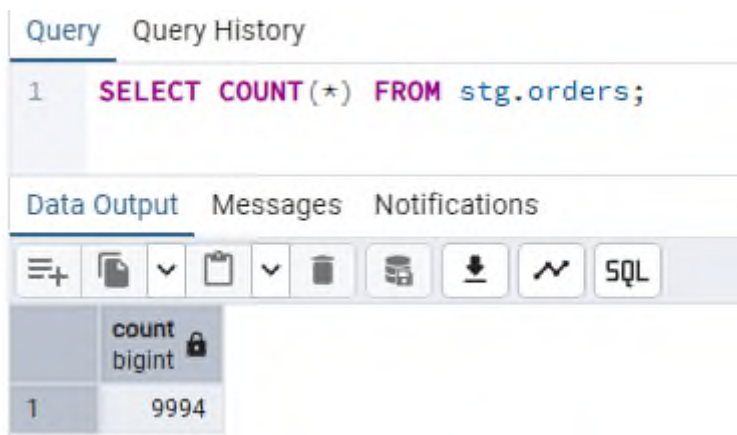 Query Query History
1 SELECT COUNT(*) FROM stg.orders;
Data Output Messages Notifications
SQL
count
bigint
1 9994